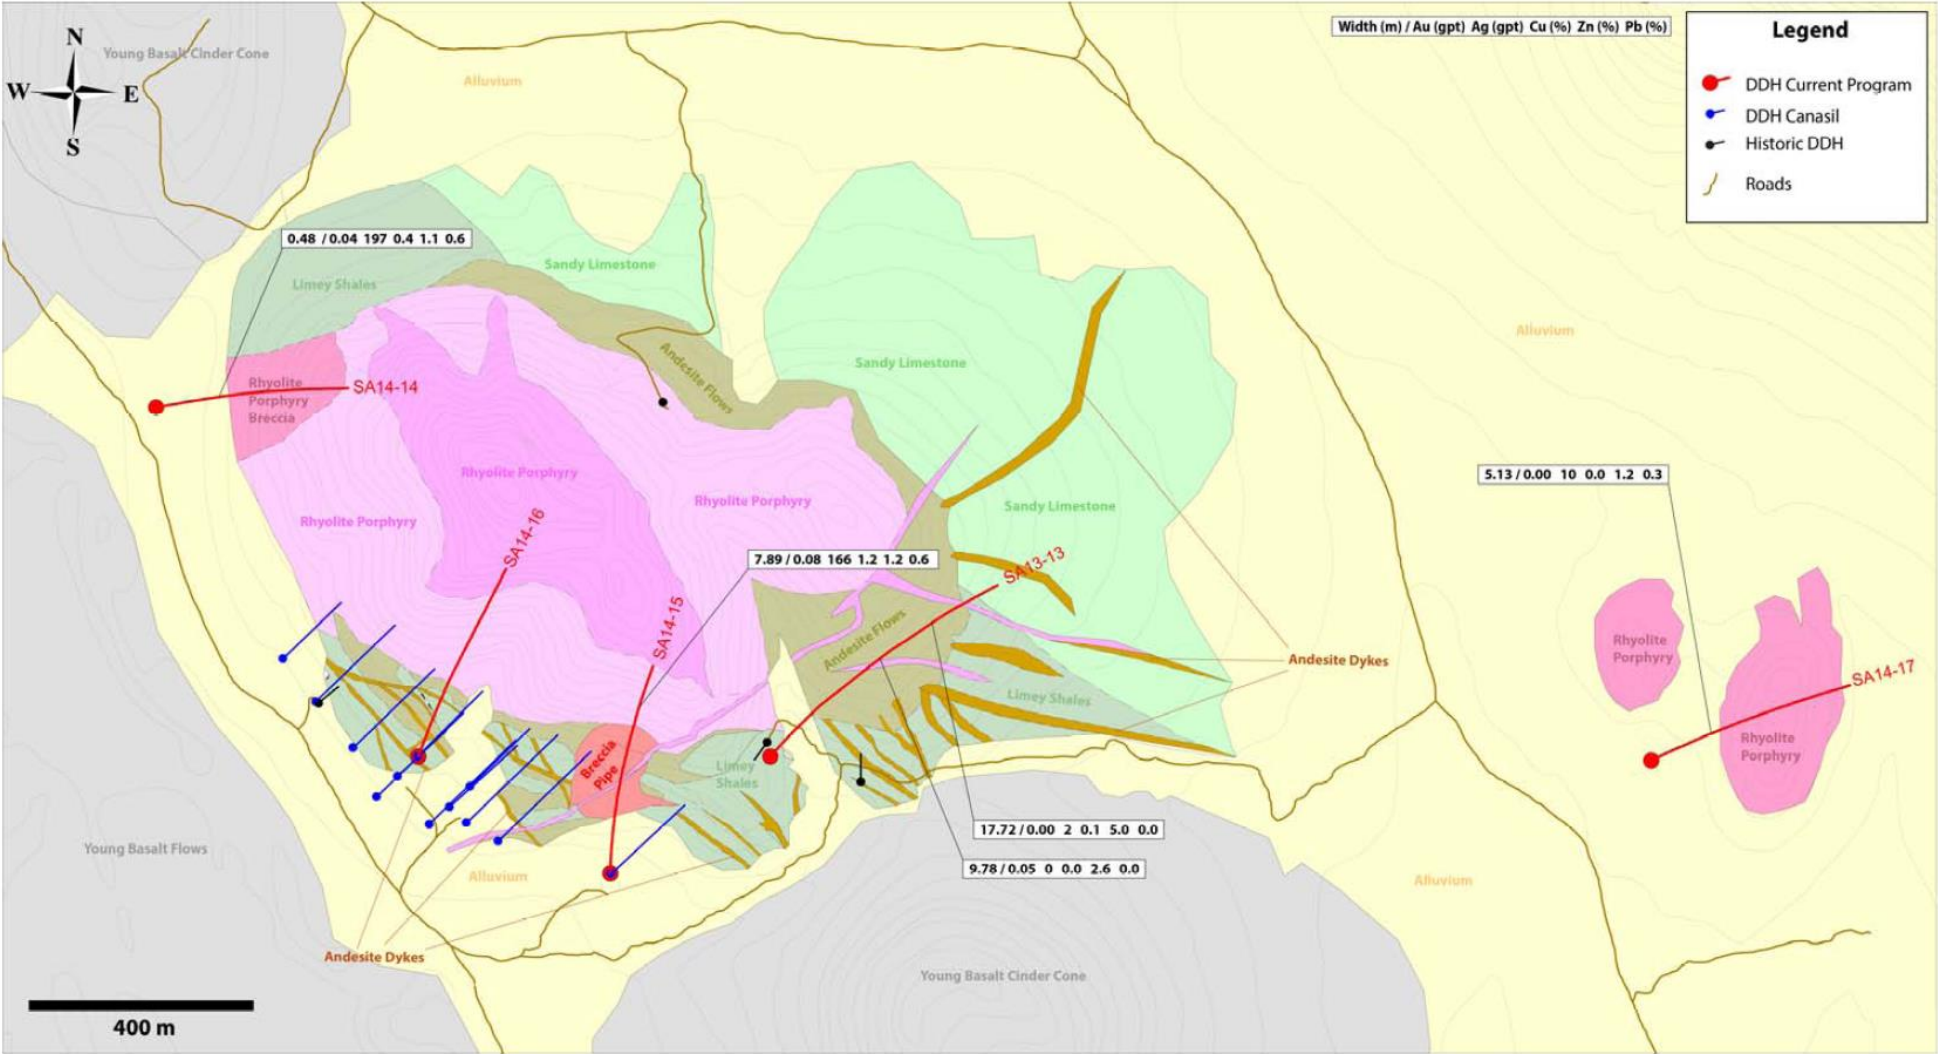 N
W
E
S
Young Basalt Cinder Cone
Alluvium
Width (m) / Au (gpt) Ag (gpt) Cu (%) Zn (%) Pb (%)
Legend
DDH Current Program
DDH Canasil
Historic DDH
Roads
0.48 / 0.04 197 0.4 1.1 0.6
Limey Shales
Sandy Limestone
Alluvium
Andesite Flows
Sandy Limestone
SA14-14
Rhyolite
Porphyry
Breccia
Rhyolite Porphyry
Rhyolite Porphyry
Rhyolite Porphyry
Sandy Limestone
5.13 / 0.00 10 0.0 1.2 0.3
SA14-16
7.89 / 0.08 166 1.2 1.2 0.6
SA13-13
SA14-15
Andesite Flows
Andesite Dykes
Rhyolite
Porphyry
SA14-17
Limey Shales
Rhyolite
Porphyry
Breccia
Pipe
Limey
Shales
17.72 / 0.00 2 0.1 5.0 0.0
9.78 / 0.05 0 0.0 2.6 0.0
Young Basalt Flows
Alluvium
Alluvium
Andesite Dykes
Young Basalt Cinder Cone
400 m